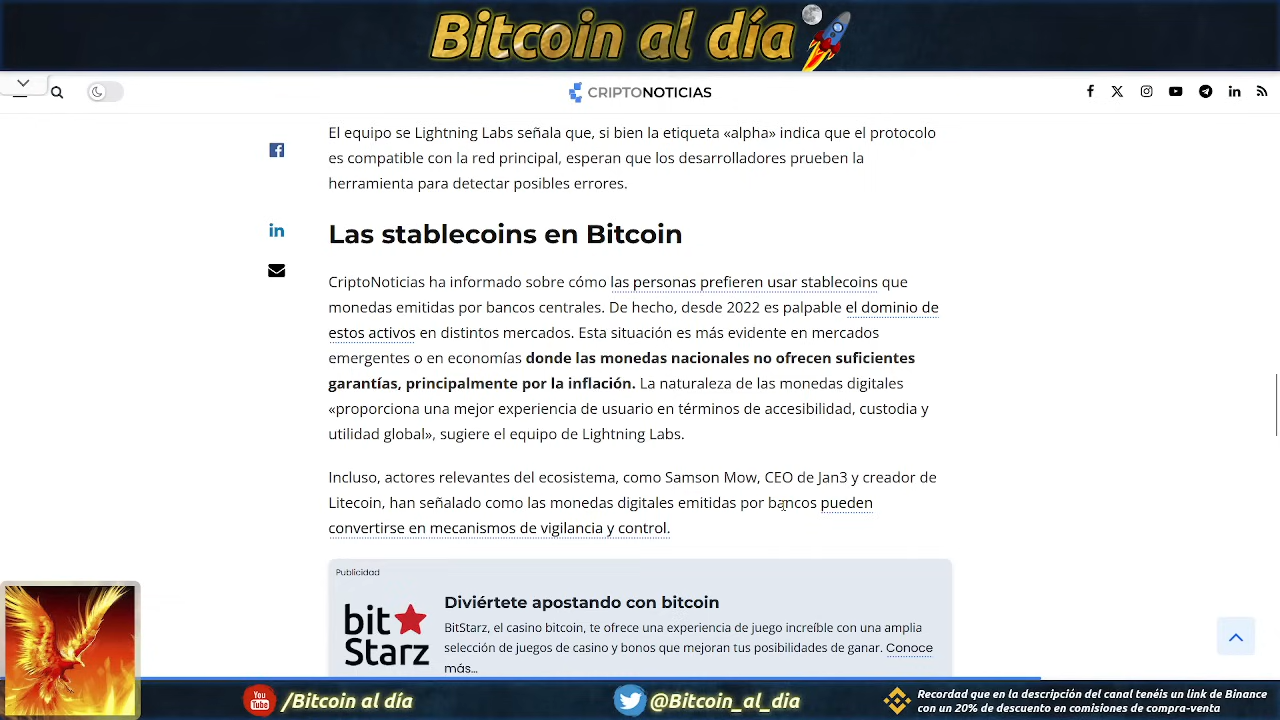 Bitcoin al día
CRIPTONOTICIAS
El equipo se Lightning Labs señala que, si bien la etiqueta «alpha» indica que el protocolo
es compatible con la red principal, esperan que los desarrolladores prueben la
herramienta para detectar posibles errores.
Las stablecoins en Bitcoin
CriptoNoticias ha informado sobre cómo las personas prefieren usar stablecoins que
monedas emitidas por bancos centrales. De hecho, desde 2022 es palpable el dominio de
estos activos en distintos mercados. Esta situación es más evidente en mercados
emergentes o en economías donde las monedas nacionales no ofrecen suficientes
garantías, principalmente por la inflación. La naturaleza de las monedas digitales
«proporciona una mejor experiencia de usuario en términos de accesibilidad, custodia y
utilidad global», sugiere el equipo de Lightning Labs.
Incluso, actores relevantes del ecosistema, como Samson Mow, CEO de Jan3 y creador de
Litecoin, han señalado como las monedas digitales emitidas por bancos pueden
convertirse en mecanismos de vigilancia y control.
Publicidad
bit Starz
Diviértete apostando con bitcoin
BitStarz, el casino bitcoin, te ofrece una experiencia de juego increíble con una amplia
selección de juegos de casino y bonos que mejoran tus posibilidades de ganar. Conoce
más...
You Tube
/Bitcoin al día
@Bitcoin_al_dia
Recordad que en la descripción del canal tenéis un link de Binance
con un 20% de descuento en comisiones de compra-venta